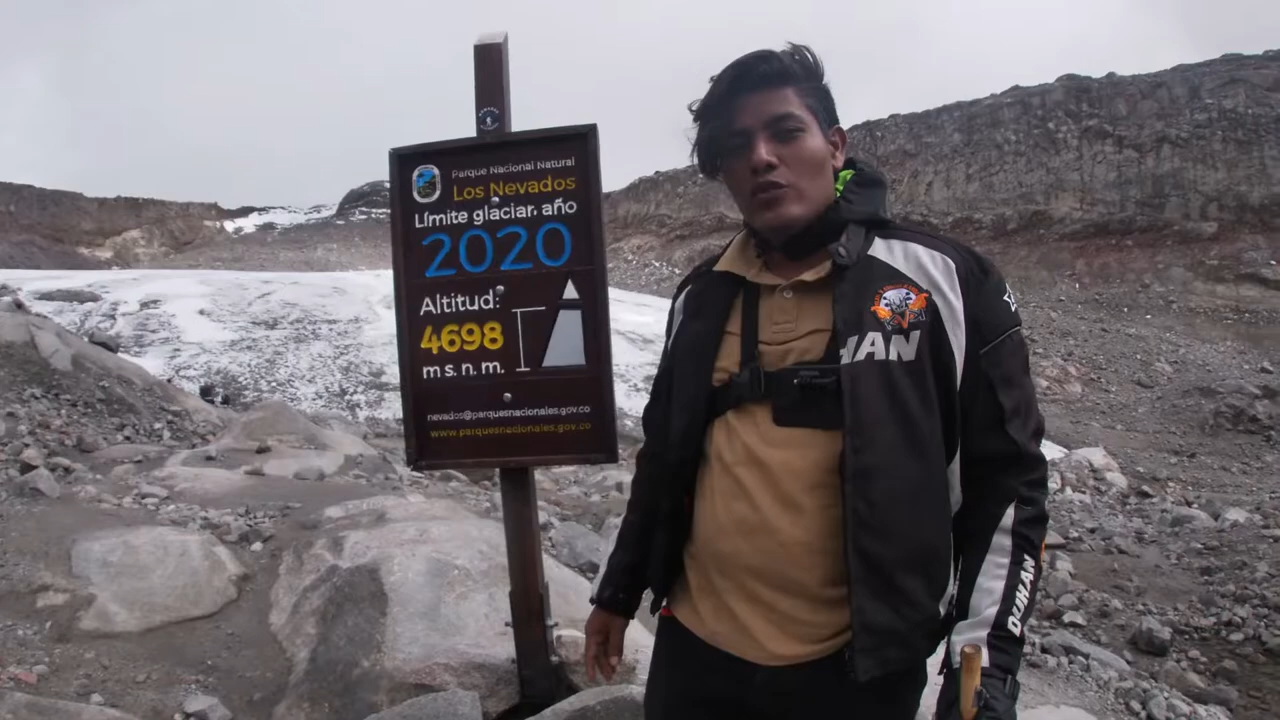 Parque Nacional Natural
Los Nevados
Límite glaciar, año
2020
Altitud:
4698
m s. n. m.
nevados@parquesnacionales.gov.co
www.parquesnacionales.gov.co
HAN
DUHAN